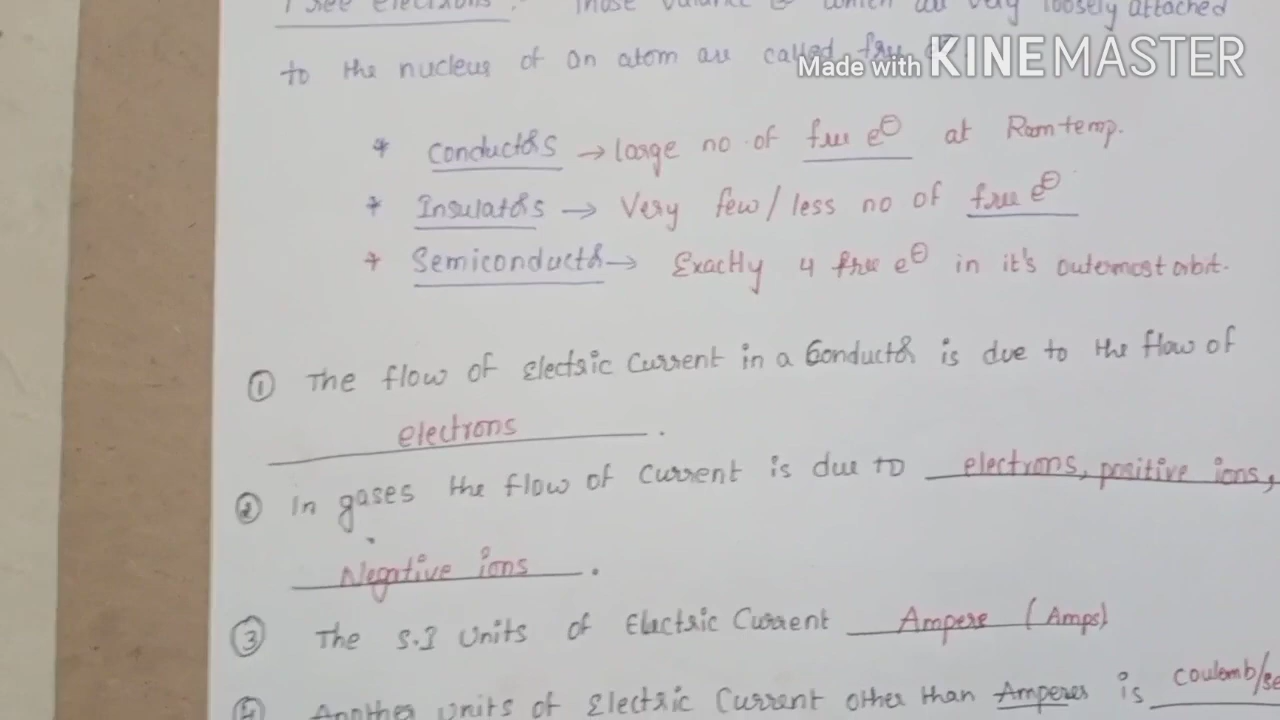 Free electrons :- Those valance e which are very loosely attached
to the nucleus of an atom are called free
Made with KINEMASTER
* Conductors → large no. of free e⊖ at Room temp.
* Insulators → Very few/less no of free e⊖
* Semiconductor → Exactly 4 free e⊖ in it's outermost orbit.
① The flow of Electric Current in a Conductor is due to the flow of
electrons.
② In gases the flow of Current is due to electrons, positive ions,
Negative ions.
③ The S.I Units of Electric Current Ampere (Amps)
④ Another Units of Electric Current other than Amperes is coulomb/se